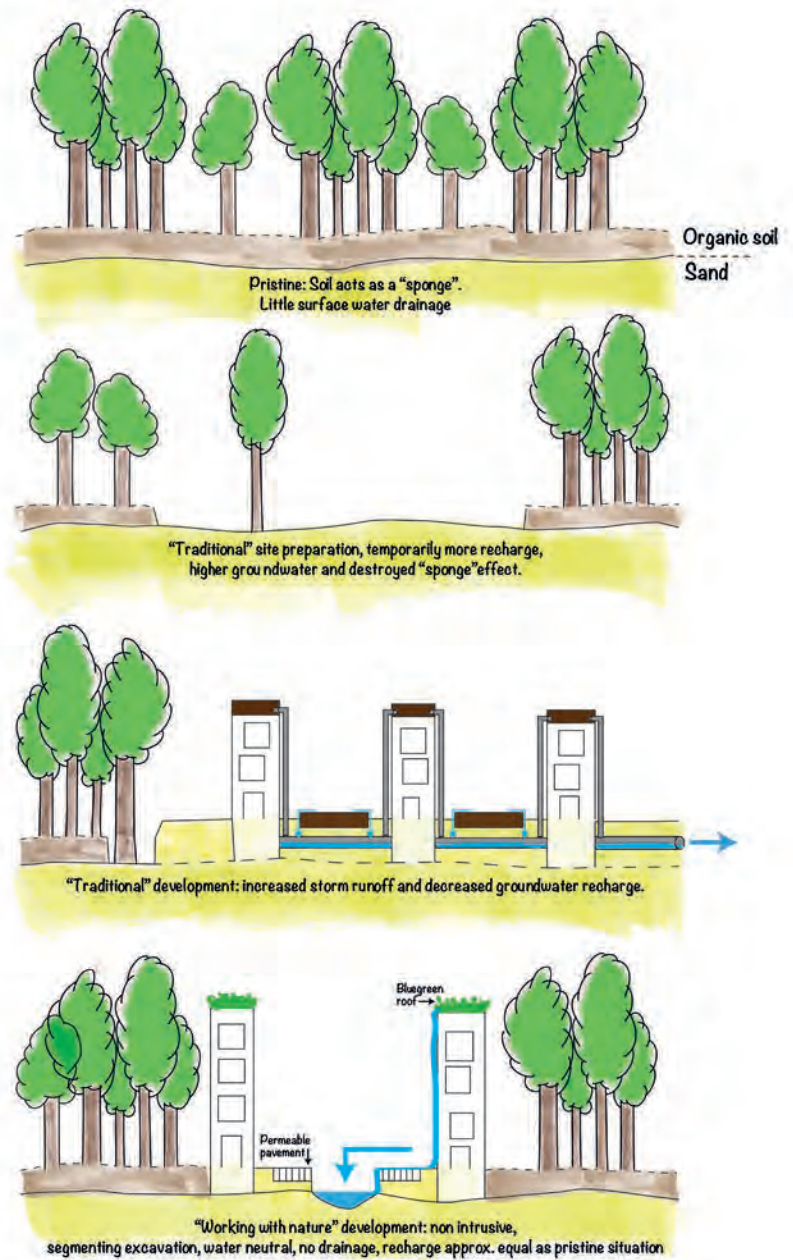 Organic soil
Sand
Pristine: Soil acts as a “sponge”.
Little surface water drainage
“Traditional” site preparation, temporarily more recharge,
higher groundwater and destroyed “sponge”effect.
“Traditional” development: increased storm runoff and decreased groundwater recharge.
Bluegreen
roof
Permeable
pavement
“Working with nature” development: non intrusive,
segmenting excavation, water neutral, no drainage, recharge approx. equal as pristine situation